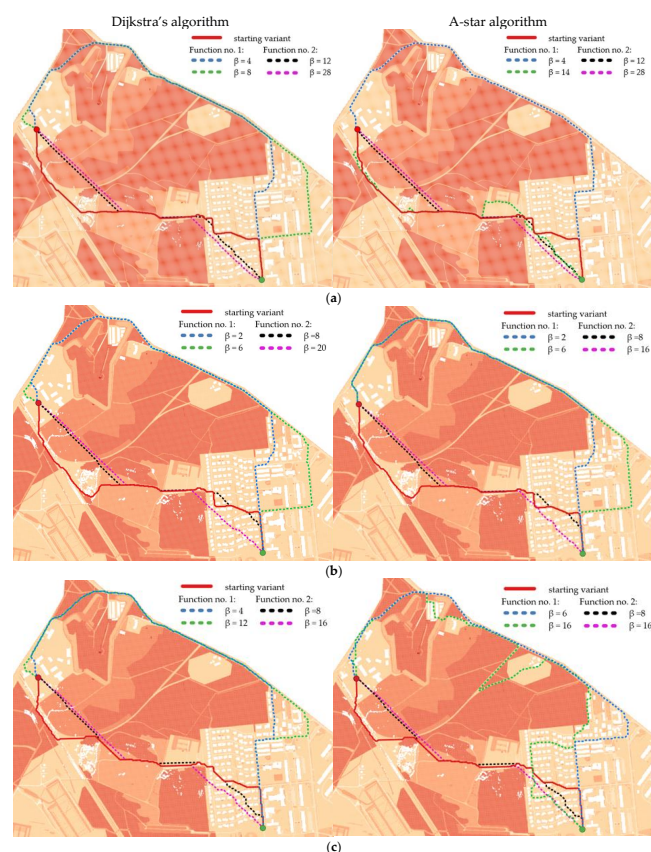 Dijkstra's algorithm
A-star algorithm
starting variant
Function no. 1: Function no. 2:
β = 4 β = 12
β = 8 β = 28
starting variant
Function no. 1: Function no. 2:
β = 4 β = 12
β = 14 β = 28
(a)
starting variant
Function no. 1: Function no. 2:
β = 2 β =8
β = 6 β = 20
starting variant
Function no. 1: Function no. 2:
β = 2 β =8
β = 6 β = 16
(b)
starting variant
Function no. 1: Function no. 2:
β = 4 β =8
β = 12 β = 16
starting variant
Function no. 1: Function no. 2:
β = 6 β =8
β = 16 β = 16
(c)